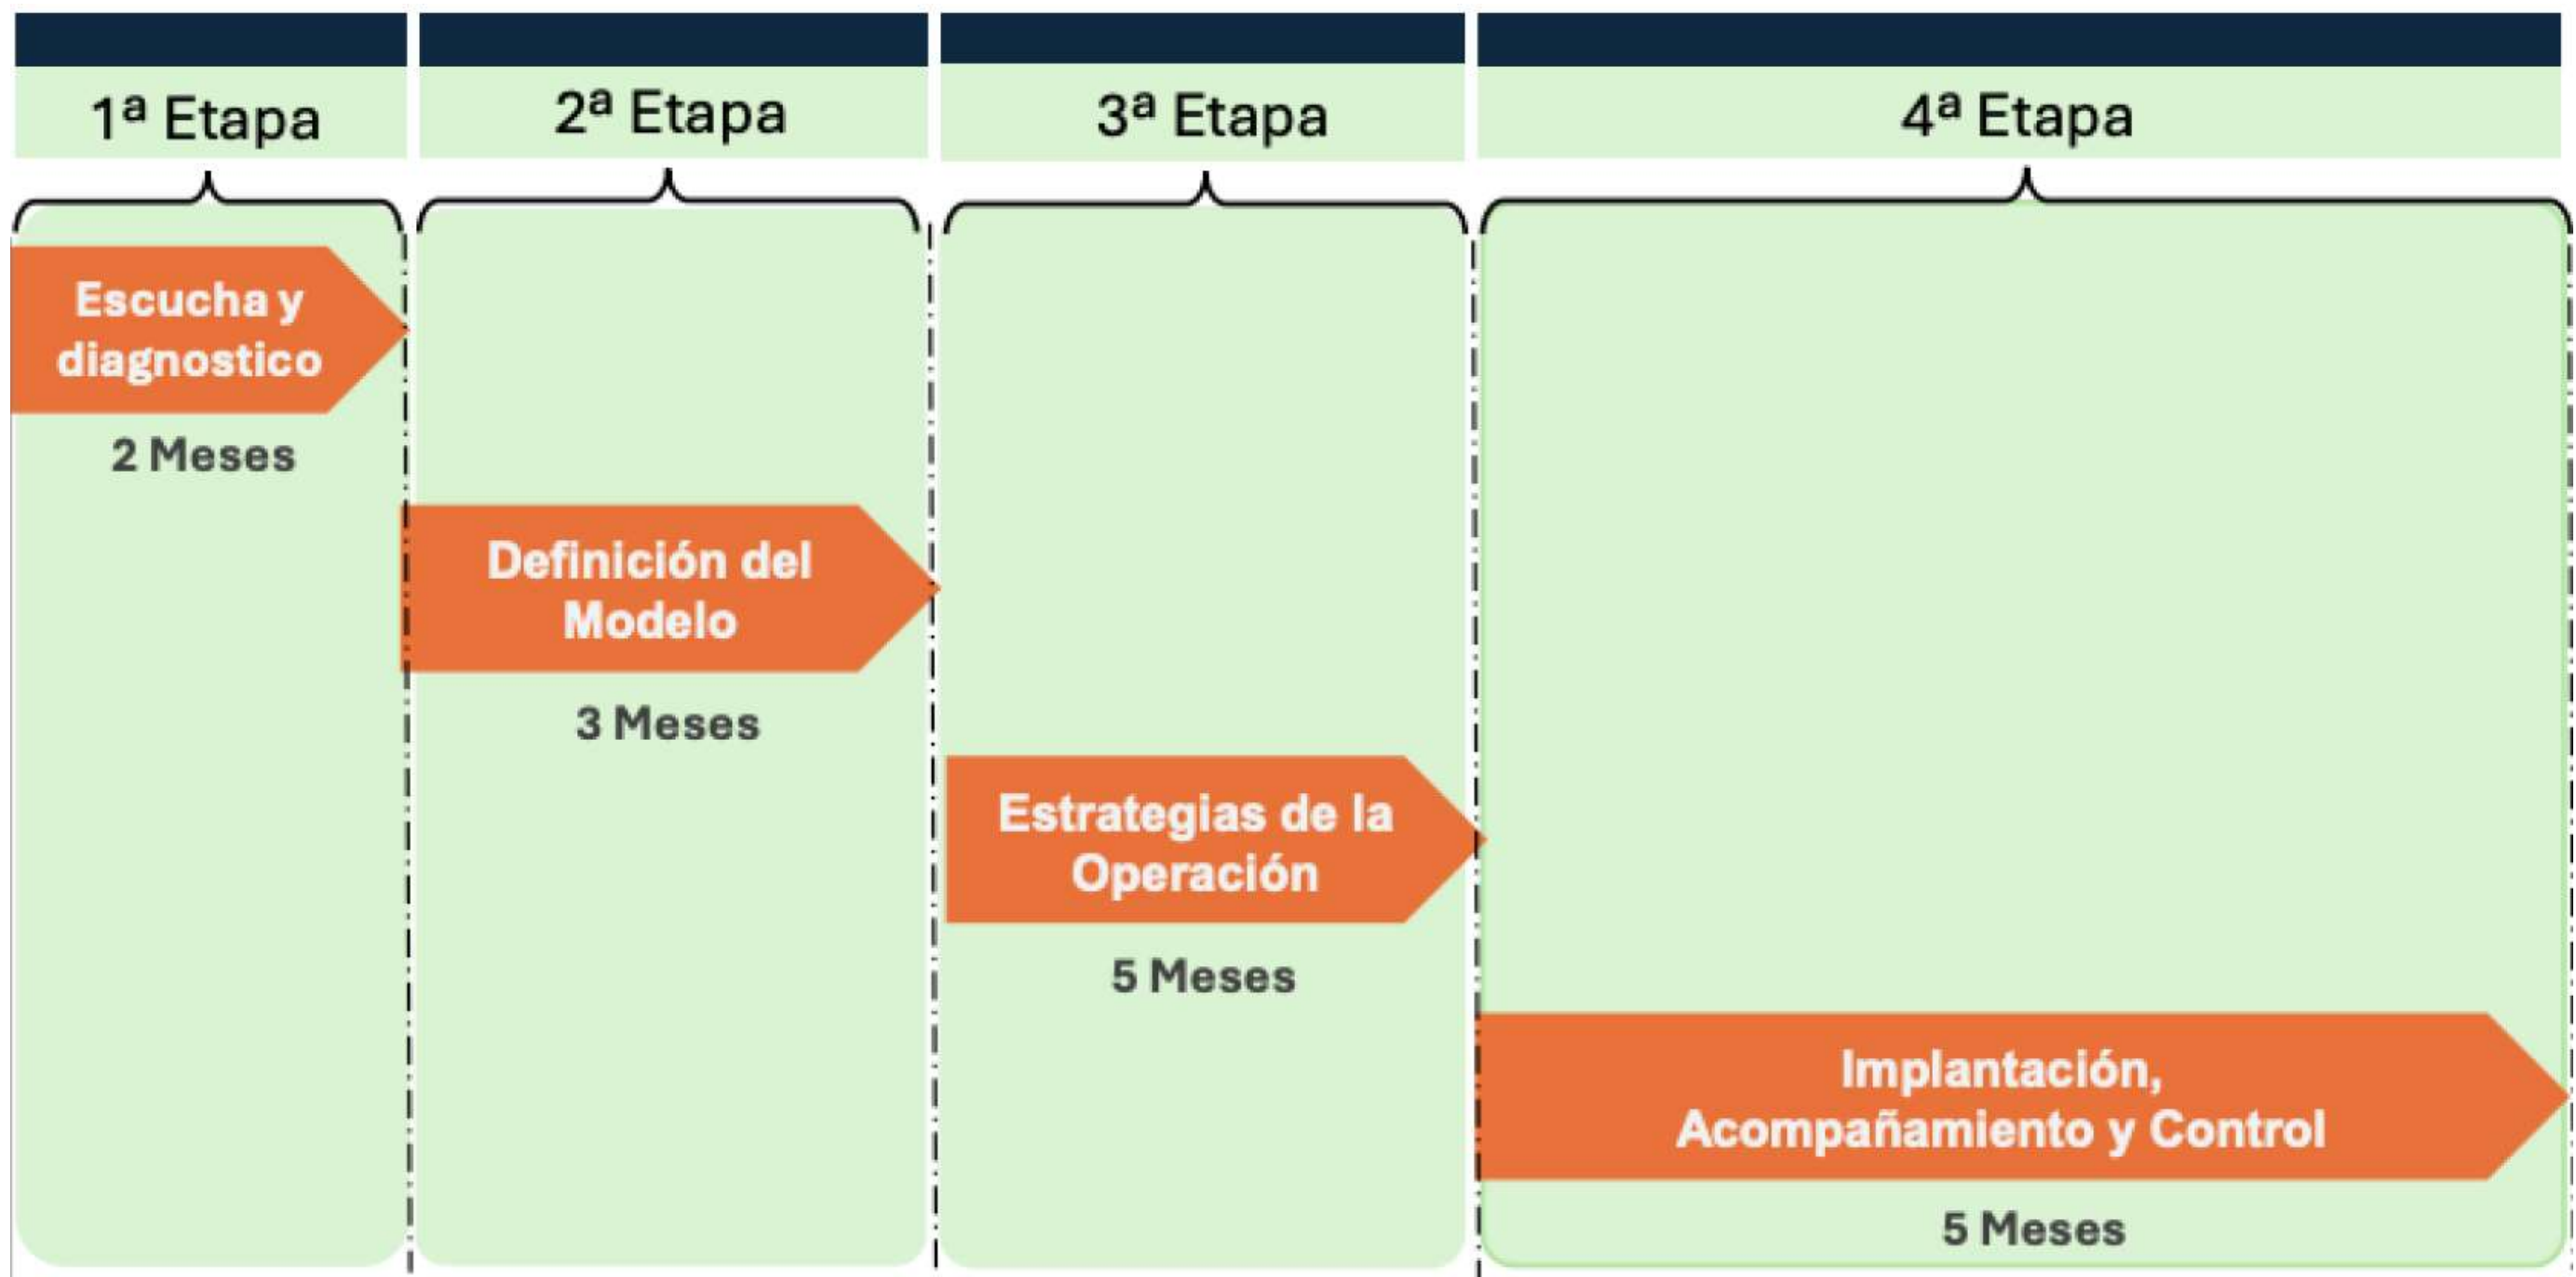 1ª Etapa
2ª Etapa
3ª Etapa
4ª Etapa
Escucha y
diagnostico
2 Meses
Definición del
Modelo
3 Meses
Estrategias de la
Operación
5 Meses
Implantación,
Acompañamiento y Control
5 Meses